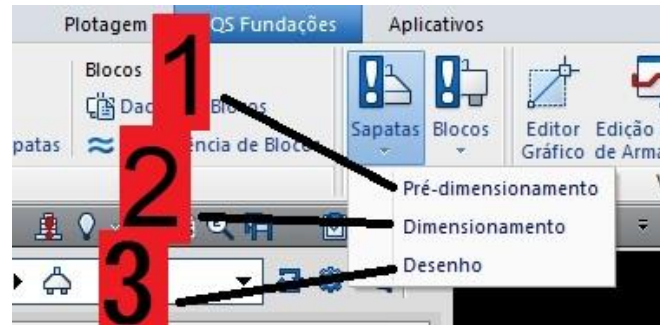 Plotagem QS Fundações Aplicativos
1
Blocos
Dad Blocos
patas ência de Bloco
Sapatas Blocos Editor Gráfico Edição de Arma
2
3
Pré-dimensionamento
Dimensionamento
Desenho